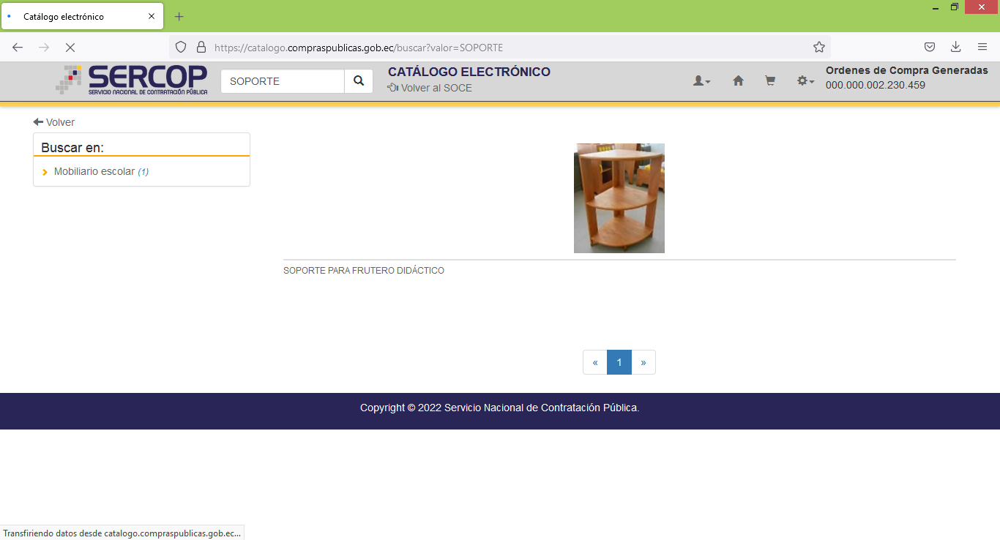 Catálogo electrónico
https://catalogo.compraspublicas.gob.ec/buscar?valor=SOPORTE
SERCOP
SERVICIO NACIONAL DE CONTRATACIÓN PÚBLICA
SOPORTE
CATÁLOGO ELECTRÓNICO
Volver al SOCE
Ordenes de Compra Generadas
000.000.002.230.459
Volver
Buscar en:
Mobiliario escolar (1)
SOPORTE PARA FRUTERO DIDÁCTICO
« 1 »
Copyright © 2022 Servicio Nacional de Contratación Pública.
Transfiriendo datos desde catalogo.compraspublicas.gob.ec...